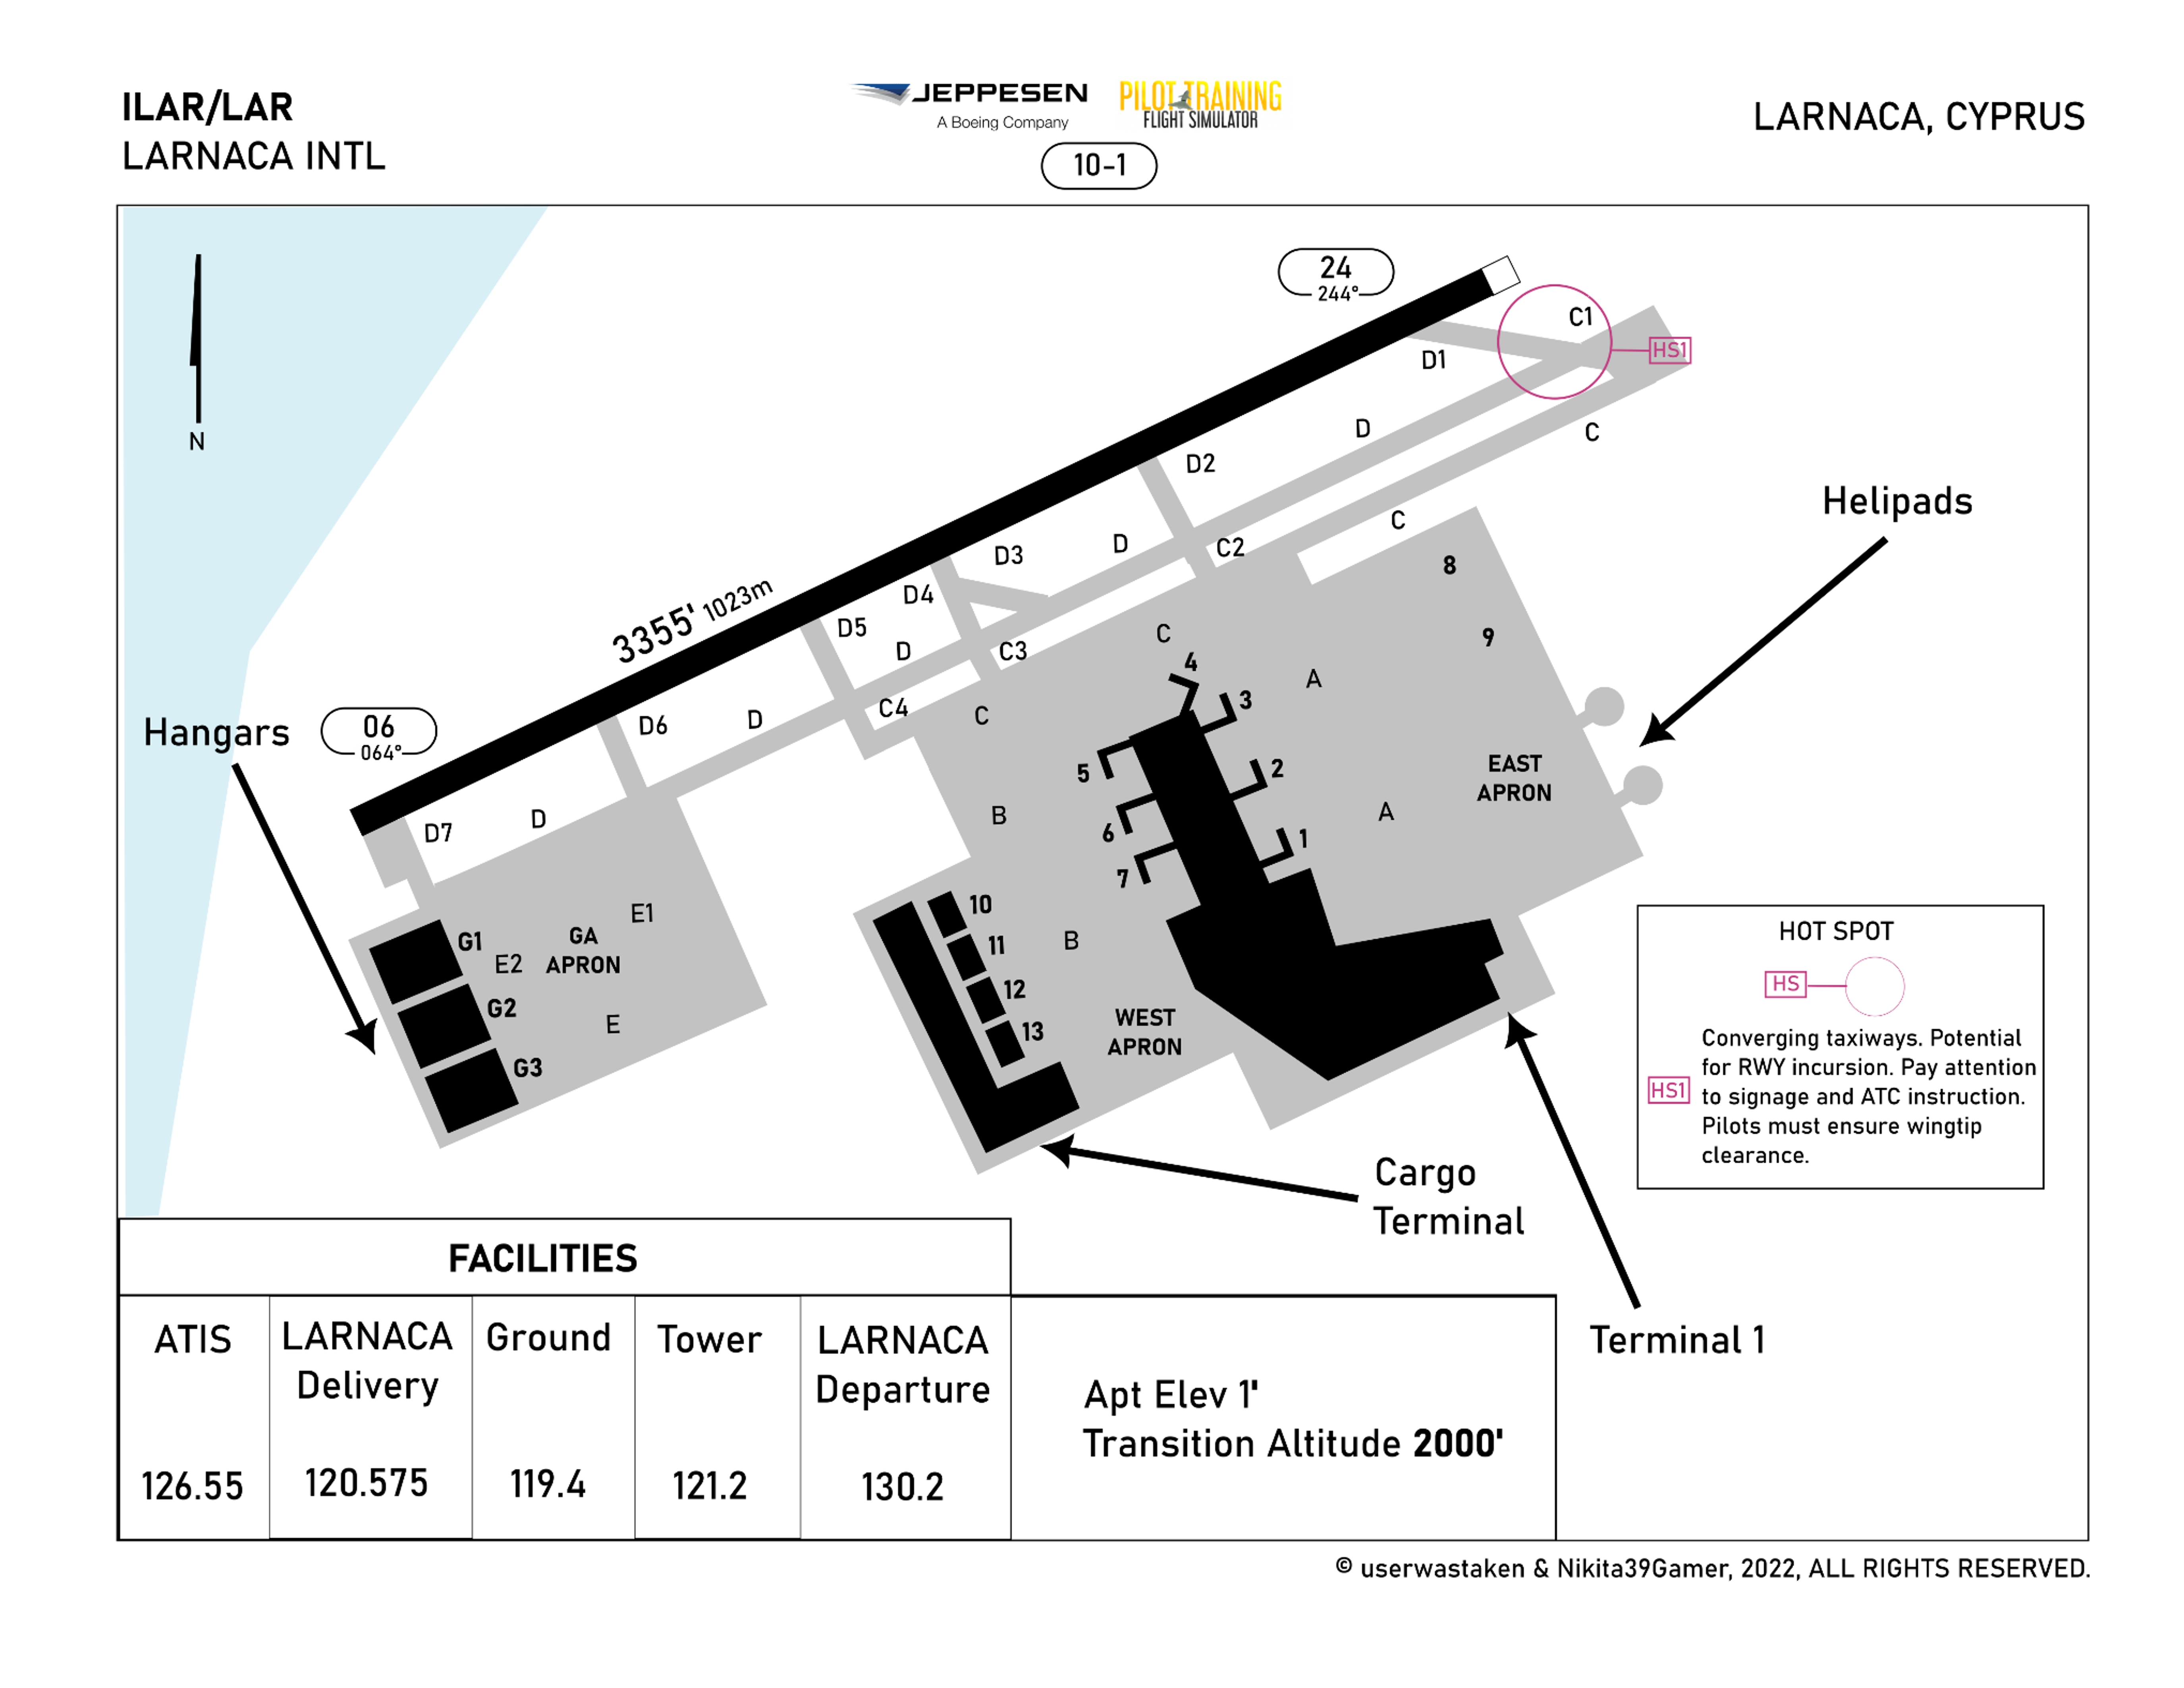 ILAR/LAR
LARNACA INTL
JEPPESEN
A Boeing Company
PILOT TRAINING
FLIGHT SIMULATOR
10-1
LARNACA, CYPRUS
N
24
244°
C1
HS1
D1
D
C
D2
Helipads
C
C2
D
D3
8
D4
3355' 1023m
D5
D
C3
C
9
4
A
3
C4
C
D6
D
Hangars
06
064°
5
2
EAST
APRON
D7
D
B
6
1
A
7
10
E1
G1
GA
APRON
E2
11
B
12
G2
13
WEST
APRON
E
G3
HOT SPOT
HS
HS1
Converging taxiways. Potential
for RWY incursion. Pay attention
to signage and ATC instruction.
Pilots must ensure wingtip
clearance.
Cargo
Terminal
Terminal 1
FACILITIES
ATIS
126.55
LARNACA
Delivery
120.575
Ground
119.4
Tower
121.2
LARNACA
Departure
130.2
Apt Elev 1'
Transition Altitude 2000'
© userwastaken & Nikita39Gamer, 2022, ALL RIGHTS RESERVED.